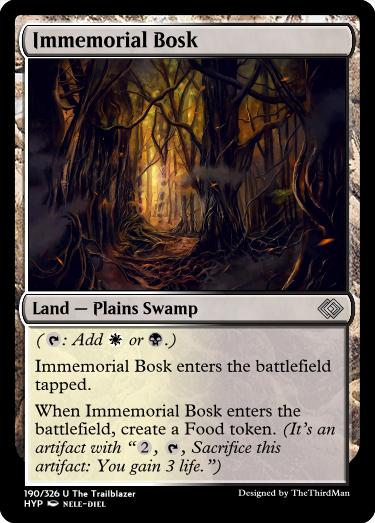 Immemorial Bosk
Land — Plains Swamp
(T: Add W or B.)
Immemorial Bosk enters the battlefield
tapped.
When Immemorial Bosk enters the
battlefield, create a Food token. (It's an
artifact with “2, T, Sacrifice this
artifact: You gain 3 life.”)
190/326 U The Trailblazer
Designed by TheThirdMan
HYP NELE-DIEL